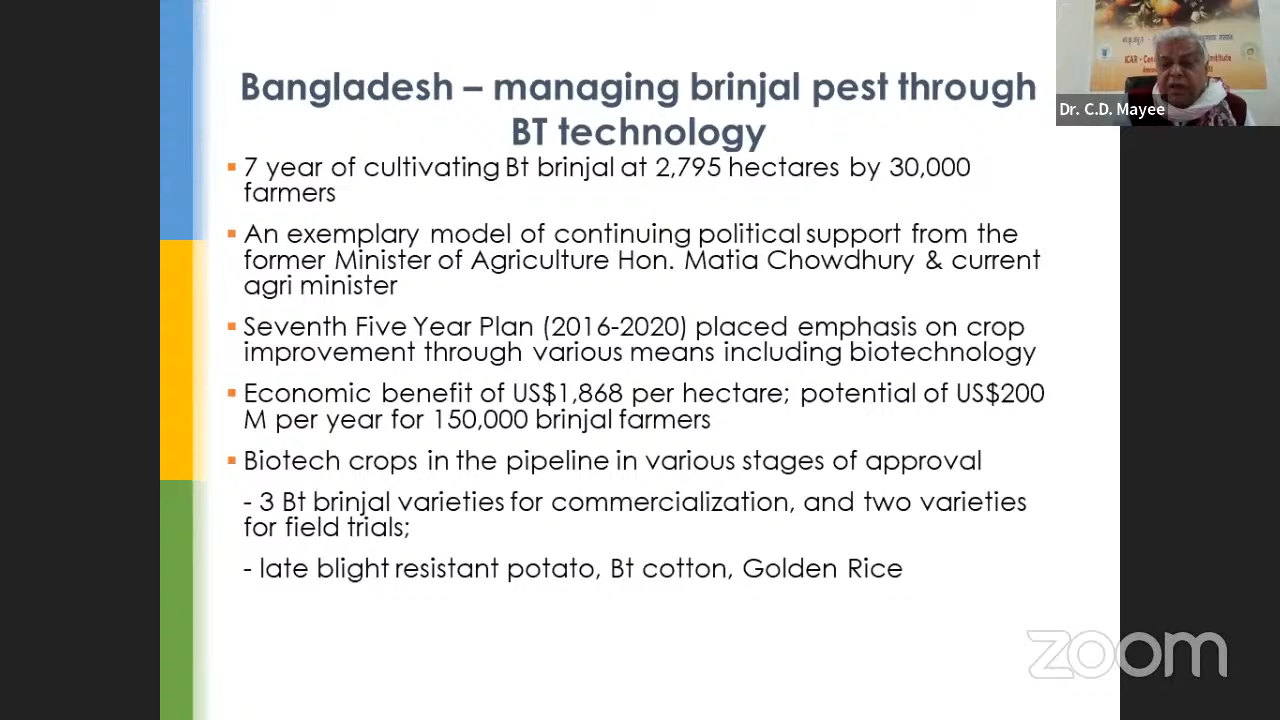 Bangladesh – managing brinjal pest through
BT technology
▪ 7 year of cultivating Bt brinjal at 2,795 hectares by 30,000
farmers
▪ An exemplary model of continuing political support from the
former Minister of Agriculture Hon. Matia Chowdhury & current
agri minister
▪ Seventh Five Year Plan (2016-2020) placed emphasis on crop
improvement through various means including biotechnology
▪ Economic benefit of US$1,868 per hectare; potential of US$200
M per year for 150,000 brinjal farmers
▪ Biotech crops in the pipeline in various stages of approval
- 3 Bt brinjal varieties for commercialization, and two varieties
for field trials;
- late blight resistant potato, Bt cotton, Golden Rice
ICAR
Institute
Dr. C.D. Mayee
zoom